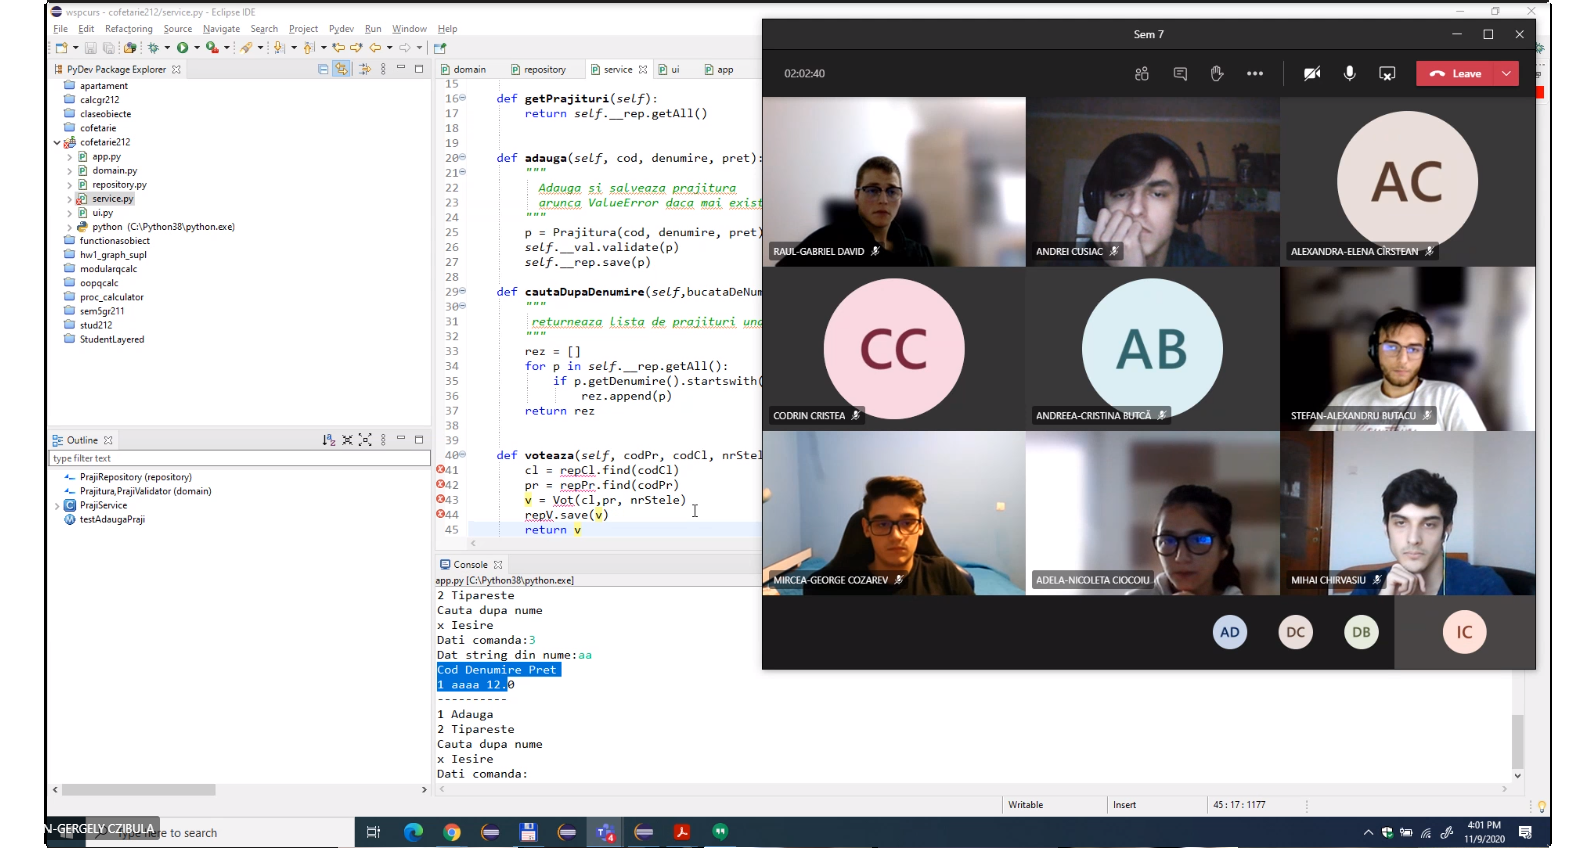 wspcurs - cofetarie212/service.py - Eclipse IDE
File Edit Refactoring Source Navigate Search Project Pydev Run Window Help
PyDev Package Explorer
apartament
calcgr212
claseobiecte
cofetarie
cofetarie212
app.py
domain.py
repository.py
service.py
ui.py
python (C:\Python38\python.exe)
functionasobiect
hw1_graph_supl
modularqcalc
oopqcalc
proc_calculator
sem5gr211
stud212
StudentLayered
Outline
type filter text
PrajiRepository (repository)
Prajitura,PrajiValidator (domain)
PrajiService
testAdaugaPraji
domain repository service ui app
15
16 def getPrajituri(self):
17 return self.__rep.getAll()
18
19
20 def adauga(self, cod, denumire, pret):
21 """
22 Adauga si salveaza prajitura
23 arunca ValueError daca mai exist
24 """
25 p = Prajitura(cod, denumire, pret)
26 self.__val.validate(p)
27 self.__rep.save(p)
28
29 def cautaDupaDenumire(self,bucataDeNum
30 """
31 returneaza lista de prajituri und
32 """
33 rez = []
34 for p in self.__rep.getAll():
35 if p.getDenumire().startswith(
36 rez.append(p)
37 return rez
38
39
40 def voteaza(self, codPr, codCl, nrStel
41 cl = repCl.find(codCl)
42 pr = repPr.find(codPr)
43 v = Vot(cl,pr, nrStele)
44 repV.save(v)
45 return v
Console
app.py [C:\Python38\python.exe]
2 Tipareste
Cauta dupa nume
x Iesire
Dati comanda:3
Dat string din nume:aa
Cod Denumire Pret
1 aaaa 12.0
----------
1 Adauga
2 Tipareste
Cauta dupa nume
x Iesire
Dati comanda:
Sem 7
02:02:40
Leave
RAUL-GABRIEL DAVID
ANDREI CUSIAC
AC
ALEXANDRA-ELENA CÎRSTEAN
CC
CODRIN CRISTEA
AB
ANDREEA-CRISTINA BUTCĂ
STEFAN-ALEXANDRU BUTACU
MIRCEA-GEORGE COZAREV
ADELA-NICOLETA CIOCOIU
MIHAI CHIRVASIU
AD DC DB IC
Writable Insert 45 : 17 : 1177
N-GERGELY CZIBULA
here to search
4
4:01 PM
11/9/2020